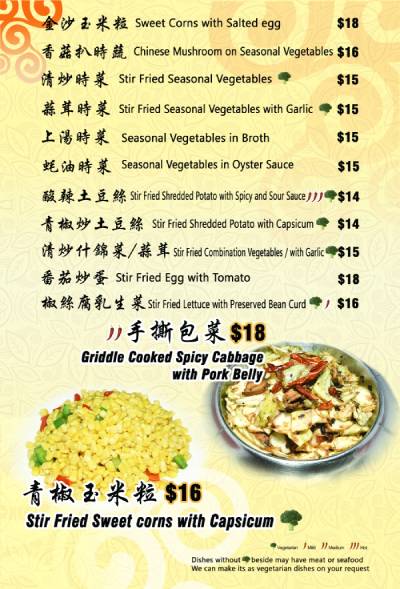 金沙玉米粒 Sweet Corns with Salted egg $18
香菇扒時蔬 Chinese Mushroom on Seasonal Vegetables $16
清炒時菜 Stir Fried Seasonal Vegetables $15
蒜茸時菜 Stir Fried Seasonal Vegetables with Garlic $15
上湯時菜 Seasonal Vegetables in Broth $15
蚝油時菜 Seasonal Vegetables in Oyster Sauce $15
酸辣土豆絲 Stir Fried Shredded Potato with Spicy and Sour Sauce $14
青椒炒土豆絲 Stir Fried Shredded Potato with Capsicum $14
清炒什錦菜/蒜茸 Stir Fried Combination Vegetables / with Garlic $15
番茄炒蛋 Stir Fried Egg with Tomato $18
椒絲腐乳生菜 Stir Fried Lettuce with Preserved Bean Curd $16
手撕包菜 $18
Griddle Cooked Spicy Cabbage
with Pork Belly
青椒玉米粒 $16
Stir Fried Sweet corns with Capsicum
Vegetarian Mild Medium Hot
Dishes without beside may have meat or seafood
We can make its as vegetarian dishes on your request